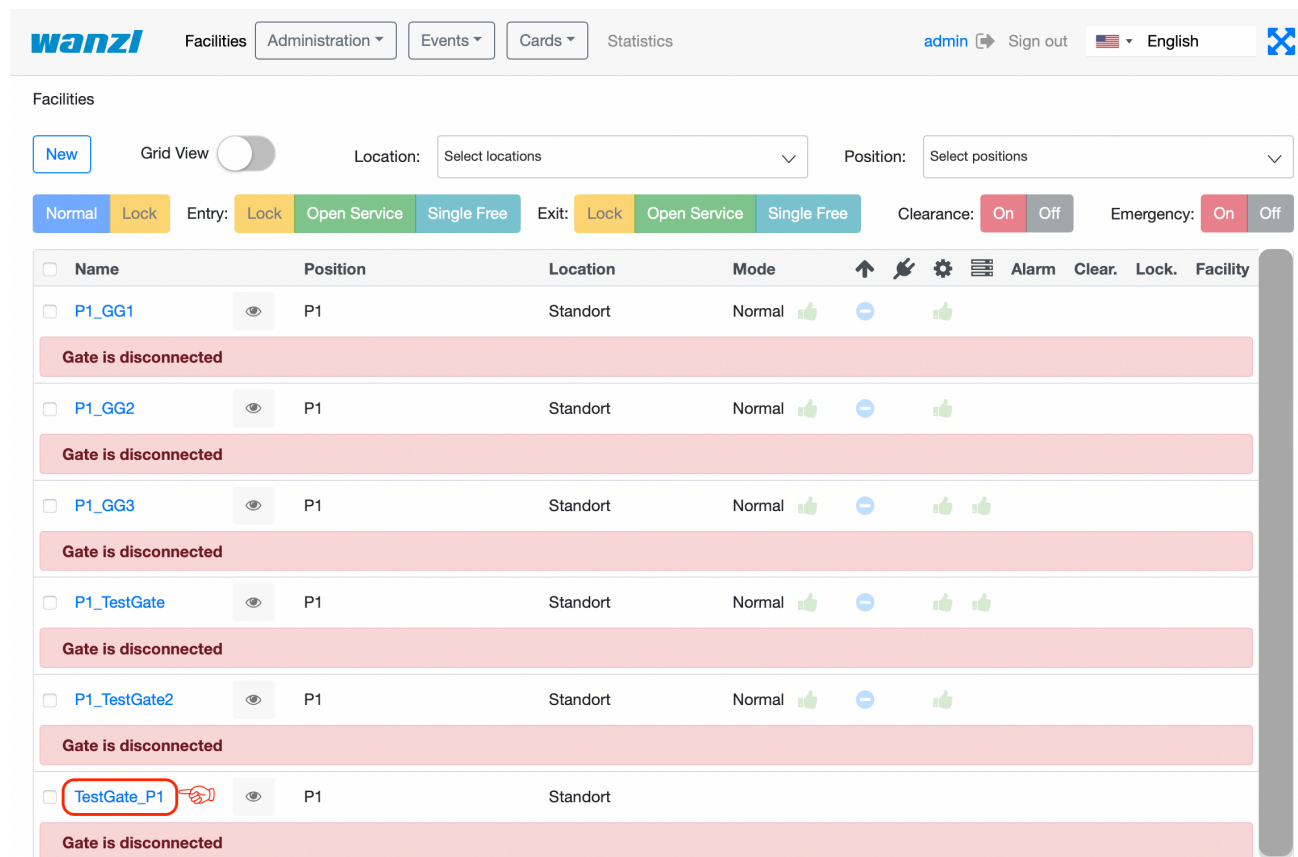 wanzl Facilities Administration Events Cards Statistics admin Sign out English
Facilities
New Grid View Location: Select locations Position: Select positions
Normal Lock Entry: Lock Open Service Single Free Exit: Lock Open Service Single Free Clearance: On Off Emergency: On Off
Name Position Location Mode Alarm Clear. Lock. Facility
P1_GG1 P1 Standort Normal
Gate is disconnected
P1_GG2 P1 Standort Normal
Gate is disconnected
P1_GG3 P1 Standort Normal
Gate is disconnected
P1_TestGate P1 Standort Normal
Gate is disconnected
P1_TestGate2 P1 Standort Normal
Gate is disconnected
TestGate_P1 P1 Standort
Gate is disconnected